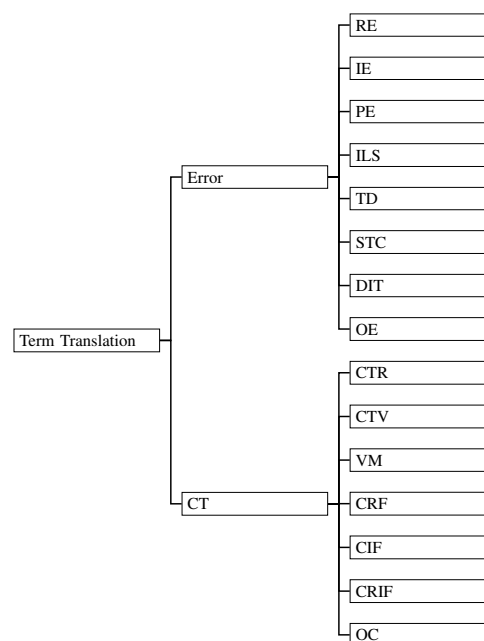 RE
IE
PE
ILS
Error
TD
STC
DIT
OE
Term Translation
CTR
CTV
VM
CT
CRF
CIF
CRIF
OC